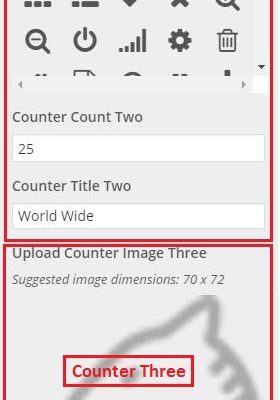 Counter Count Two
25
Counter Title Two
World Wide
Upload Counter Image Three
Suggested image dimensions: 70 x 72
Counter Three